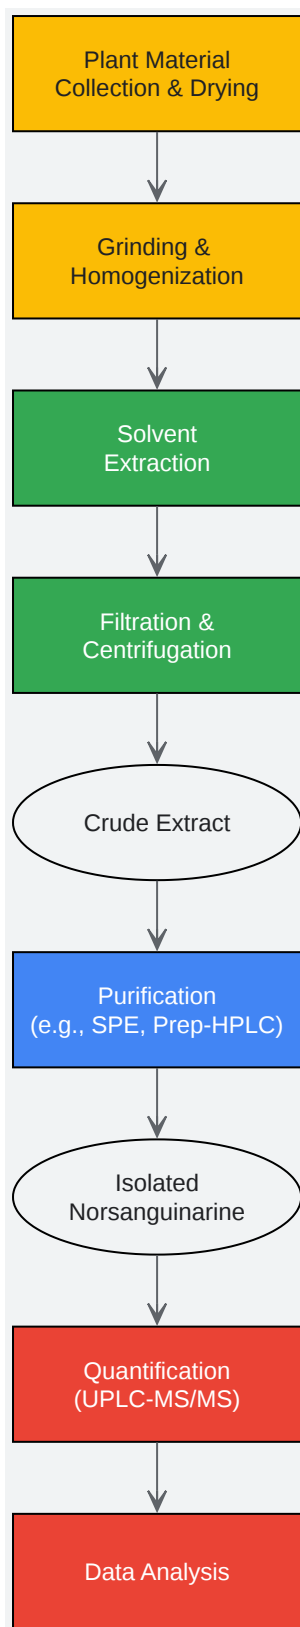 Plant Material
Collection & Drying
Grinding &
Homogenization
Solvent
Extraction
Filtration &
Centrifugation
Crude Extract
Purification
(e.g., SPE, Prep-HPLC)
Isolated
Norsanguinarine
Quantification
(UPLC-MS/MS)
Data Analysis